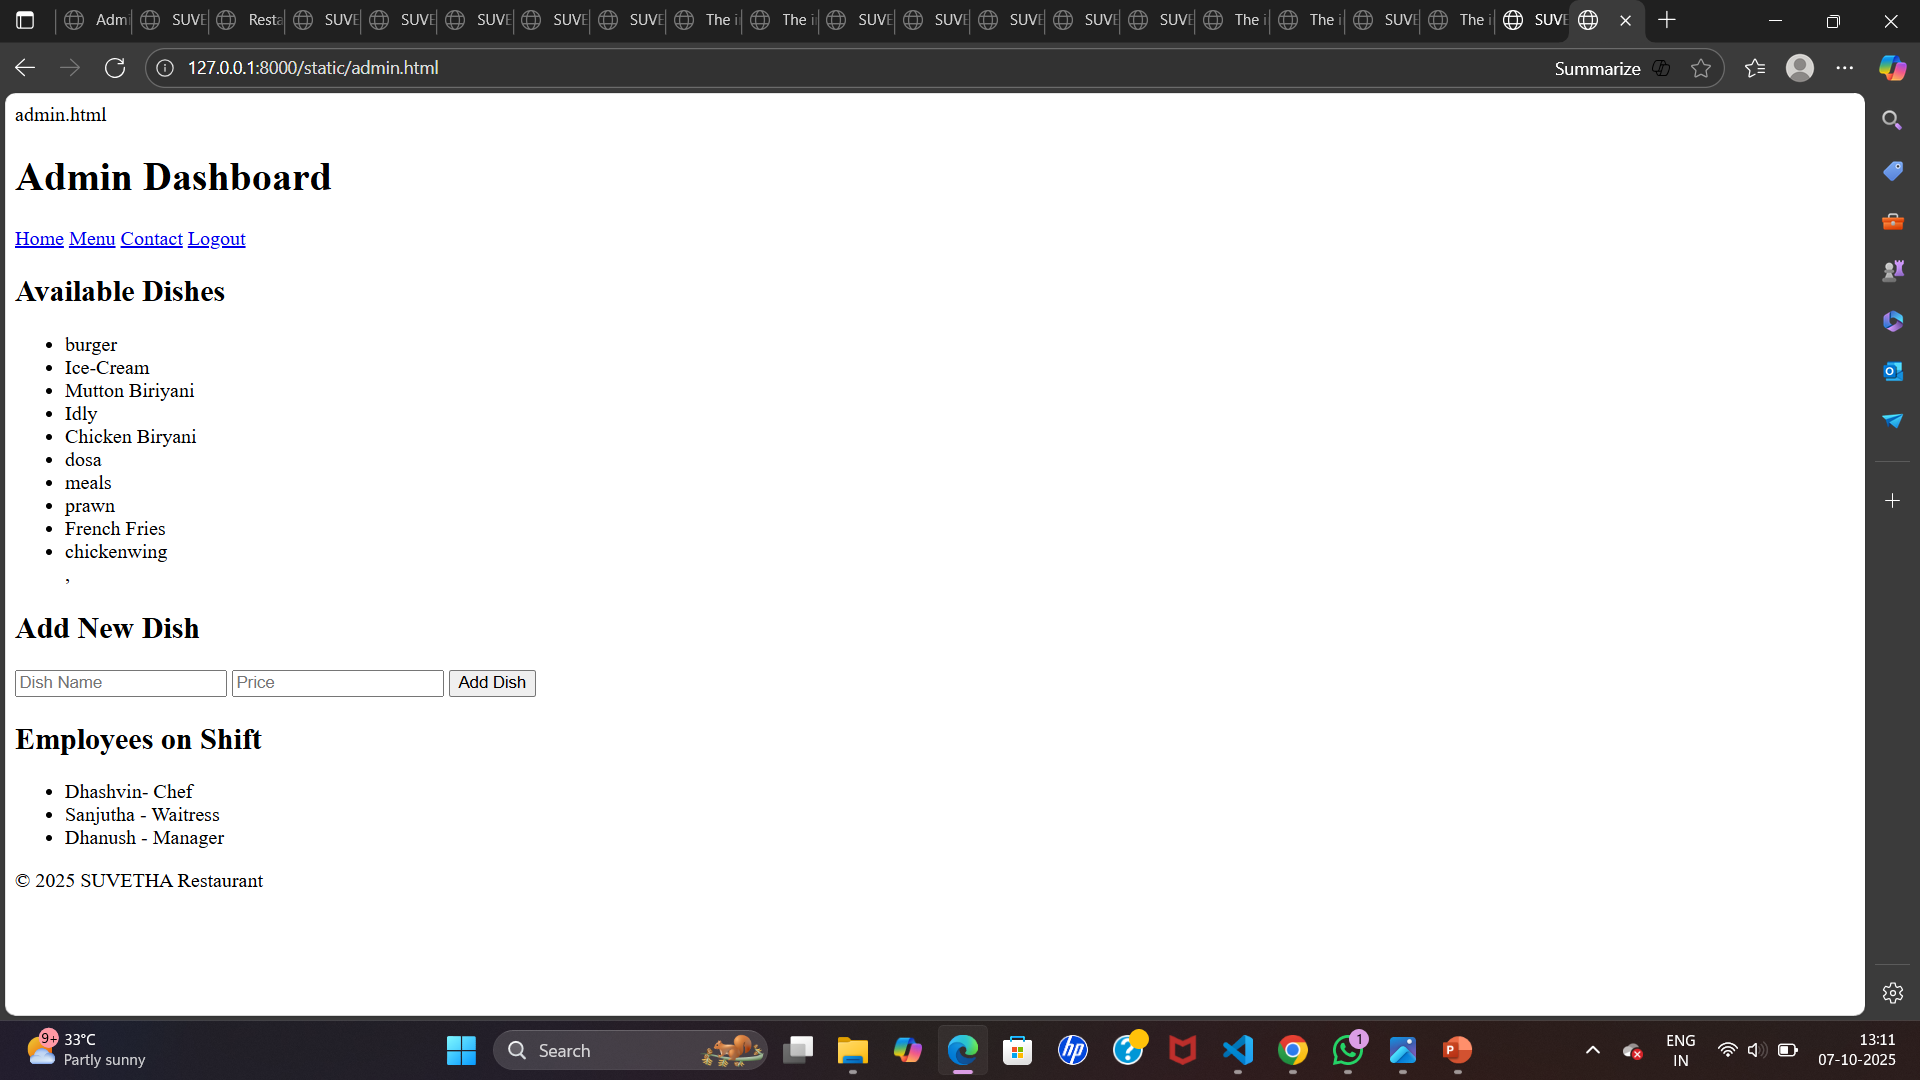 Admi
SUVE
Resta
SUVE
SUVE
SUVE
SUVE
SUVE
The i
The i
SUVE
SUVE
SUVE
SUVE
SUVE
The i
The i
SUVE
The i
SUVE
127.0.0.1:8000/static/admin.html
Summarize
admin.html
Admin Dashboard
Home Menu Contact Logout
Available Dishes
• burger
• Ice-Cream
• Mutton Biriyani
• Idly
• Chicken Biryani
• dosa
• meals
• prawn
• French Fries
• chickenwing
,
Add New Dish
Dish Name Price Add Dish
Employees on Shift
• Dhashvin- Chef
• Sanjutha - Waitress
• Dhanush - Manager
© 2025 SUVETHA Restaurant
9+
33°C
Partly sunny
Search
hp
1
P
ENG
IN
13:11
07-10-2025